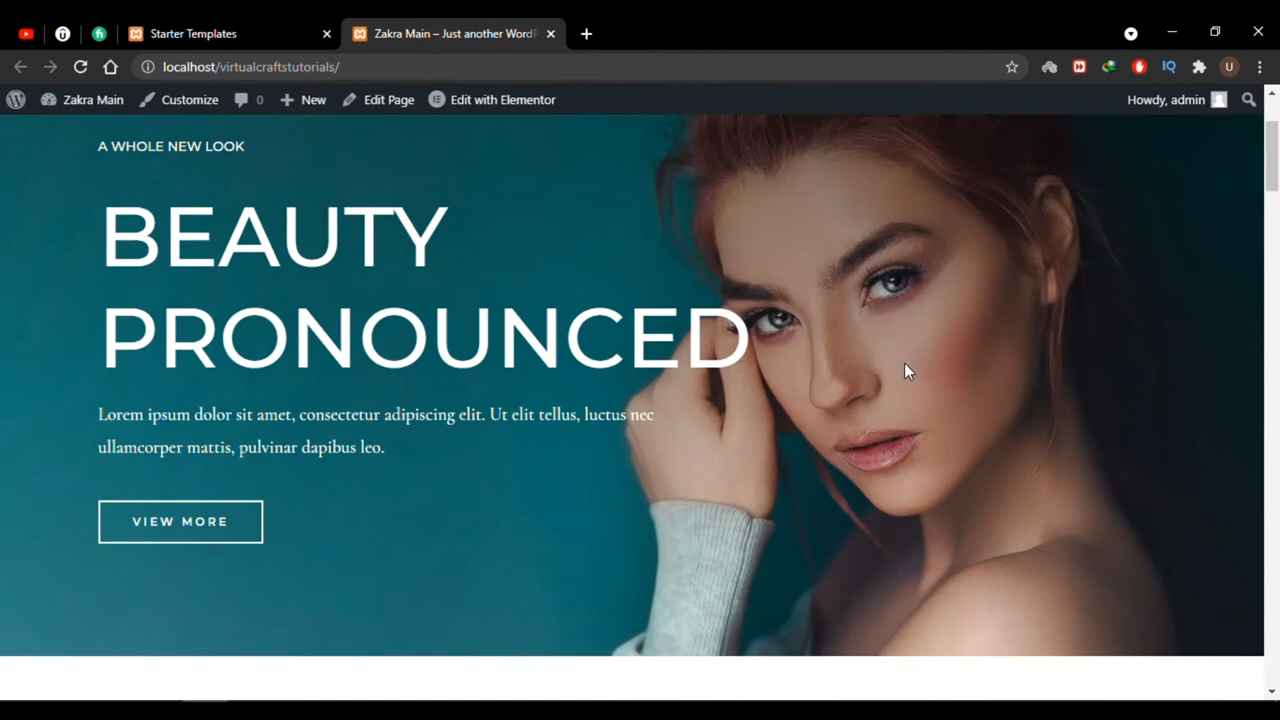 Starter Templates
Zakra Main – Just another WordP
localhost/virtualcraftstutorials/
IQ
U
Zakra Main
Customize
0
New
Edit Page
Edit with Elementor
Howdy, admin
A WHOLE NEW LOOK
BEAUTY
PRONOUNCED
Lorem ipsum dolor sit amet, consectetur adipiscing elit. Ut elit tellus, luctus nec
ullamcorper mattis, pulvinar dapibus leo.
VIEW MORE